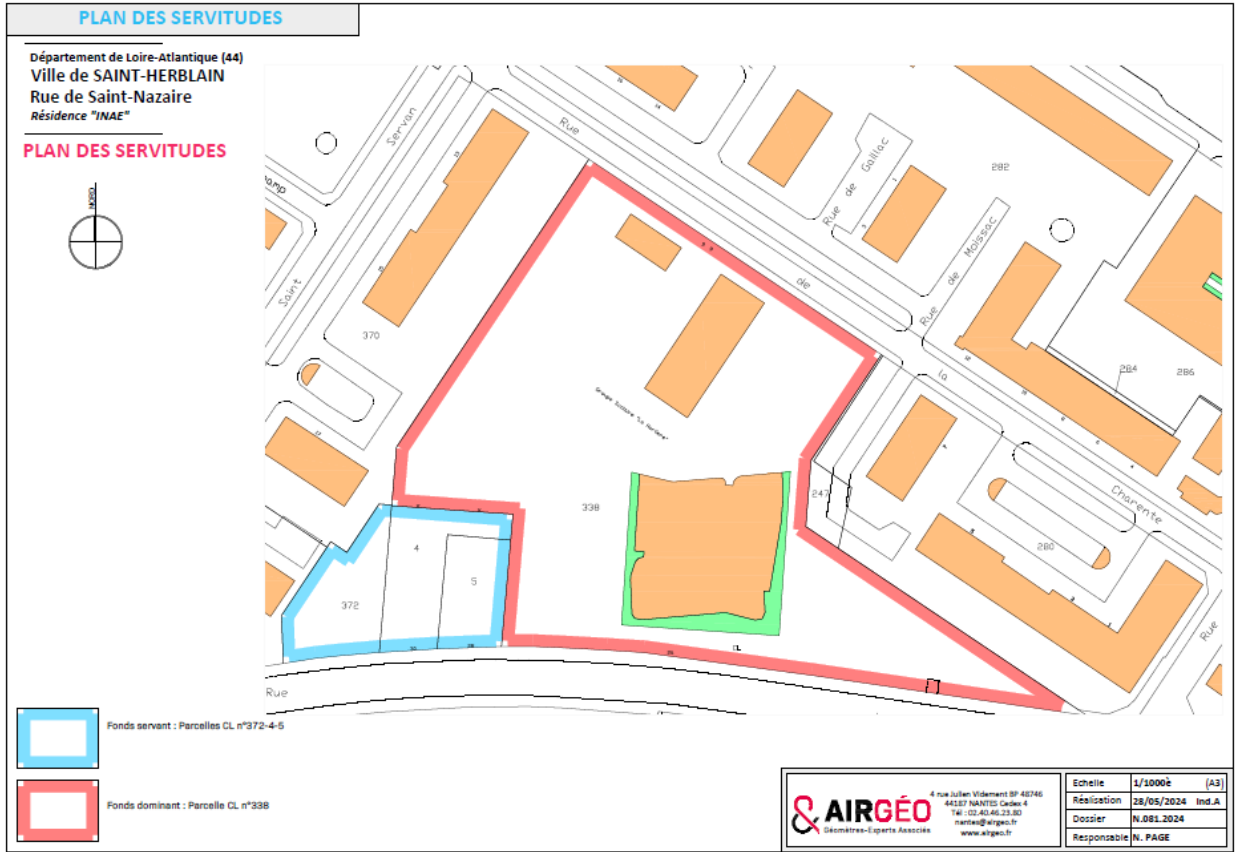 PLAN DES SERVITUDES
Département de Loire-Atlantique (44)
Ville de SAINT-HERBLAIN
Rue de Saint-Nazaire
Résidence "INAE"
PLAN DES SERVITUDES
NORD
Servan
Saint
Rue
de
la
Charente
Rue de Gaillac
Rue de Moissac
Rue
Rue
282
370
284
286
247
338
280
4
5
372
CL
Fonds servant : Parcelles CL n°372-4-5
Fonds dominant : Parcelle CL n°338
AIRGÉO
Géomètres-Experts Associés
4 rue Julien Videment BP 48746
44187 NANTES Cedex 4
Tél : 02.40.46.23.80
nantes@airgeo.fr
www.airgeo.fr
Echelle 1/1000è (A3)
Réalisation 28/05/2024 Ind.A
Dossier N.081.2024
Responsable N. PAGE